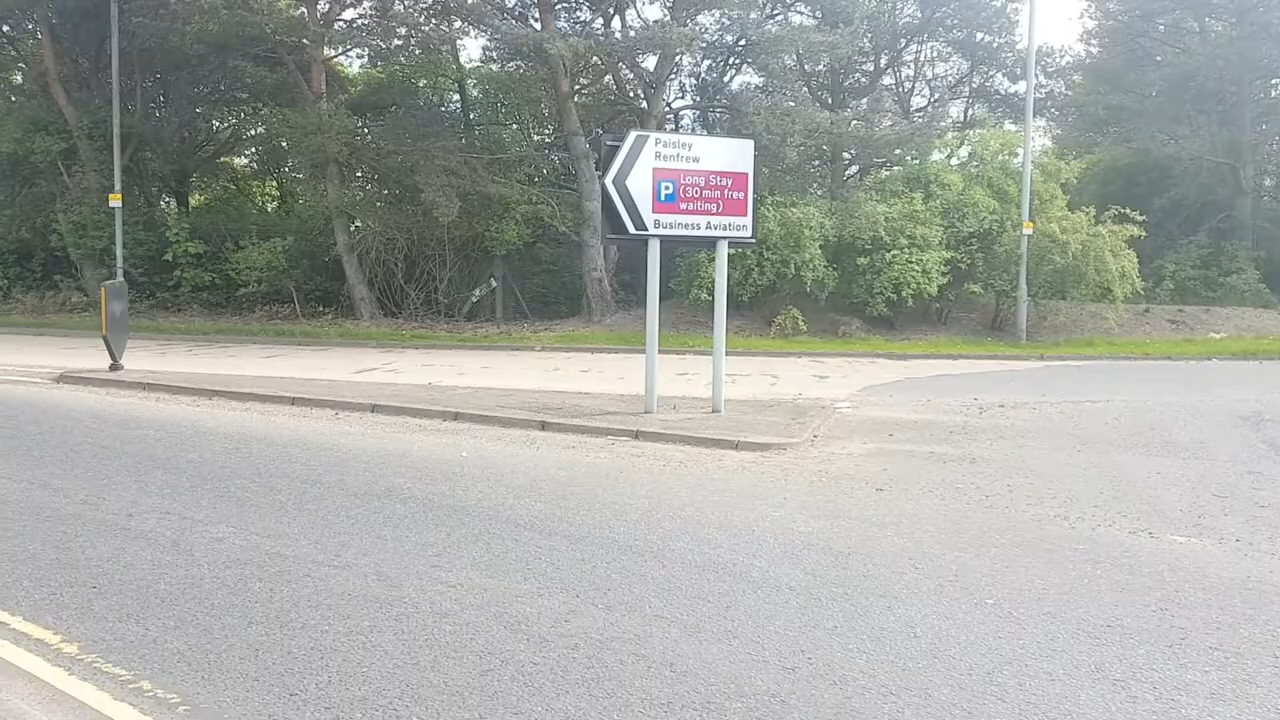 Paisley
Renfrew
P
Long Stay
(30 min free
waiting)
Business Aviation